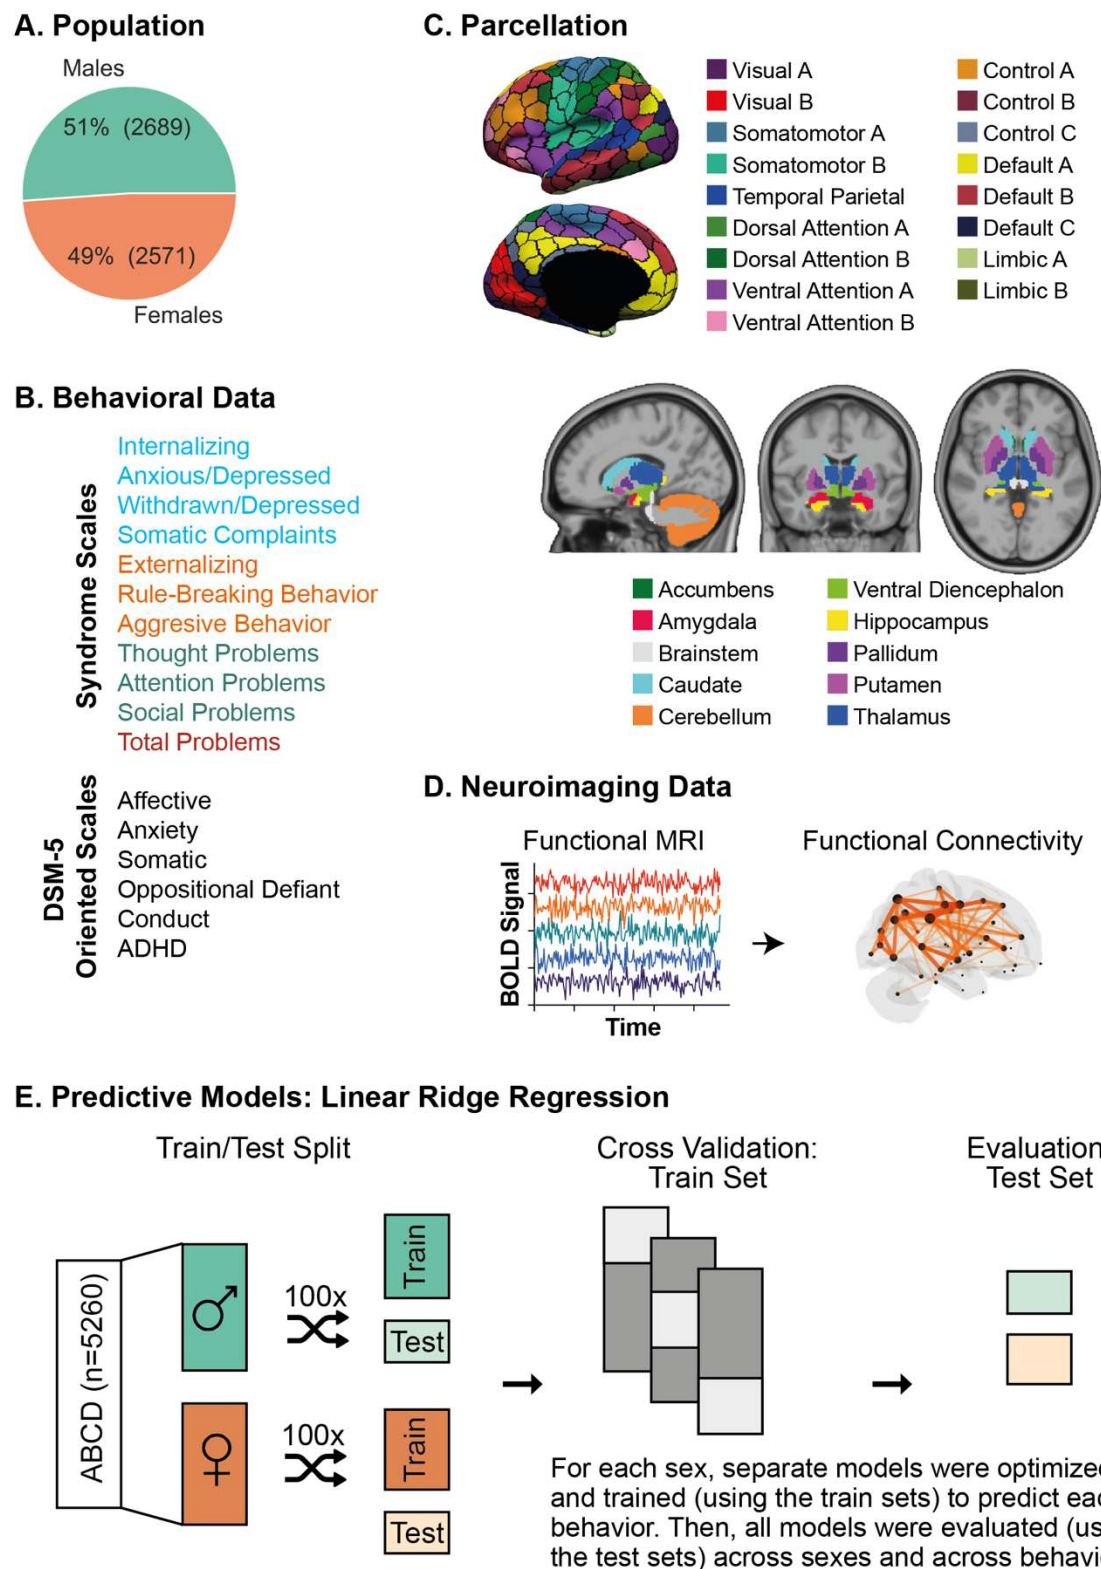 A. Population
Males
51% (2689)
49% (2571)
Females
B. Behavioral Data
Syndrome Scales
Internalizing
Anxious/Depressed
Withdrawn/Depressed
Somatic Complaints
Externalizing
Rule-Breaking Behavior
Aggresive Behavior
Thought Problems
Attention Problems
Social Problems
Total Problems
DSM-5
Oriented Scales
Affective
Anxiety
Somatic
Oppositional Defiant
Conduct
ADHD
C. Parcellation
Visual A
Visual B
Somatomotor A
Somatomotor B
Temporal Parietal
Dorsal Attention A
Dorsal Attention B
Ventral Attention A
Ventral Attention B
Control A
Control B
Control C
Default A
Default B
Default C
Limbic A
Limbic B
Accumbens
Amygdala
Brainstem
Caudate
Cerebellum
Ventral Diencephalon
Hippocampus
Pallidum
Putamen
Thalamus
D. Neuroimaging Data
Functional MRI
BOLD Signal
Time
Functional Connectivity
E. Predictive Models: Linear Ridge Regression
Train/Test Split
ABCD (n=5260)
♂
100x
Train
Test
♀
100x
Train
Test
Cross Validation:
Train Set
Evaluation
Test Set
For each sex, separate models were optimized
and trained (using the train sets) to predict
behavior. Then, all models were evaluated
the test sets) across sexes and across